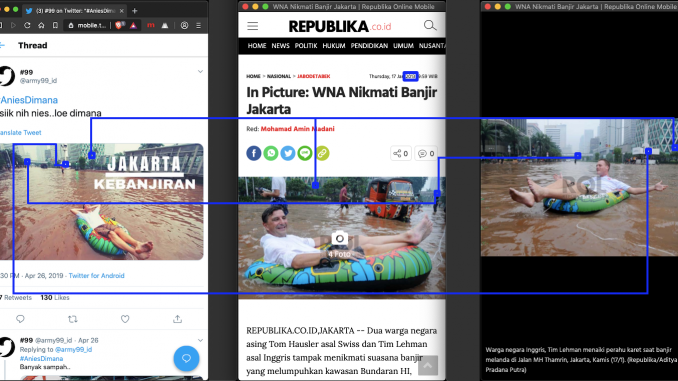 (3) #99 on Twitter: "#AniesDima
mobile.t...
Thread
#99
@army99_id
#AniesDimana
siik nih nies..loe dimana
anslate Tweet
JAKARTA
KEBANJIRAN
:30 PM · Apr 26, 2019 · Twitter for Android
7 Retweets 130 Likes
#99 @army99_id · Apr 26
Replying to @army99_id
#AniesDimana
Banyak sampah..
WNA Nikmati Banjir Jakarta | Republika Online Mobile
REPUBLIKA.CO.ID
HOME NEWS POLITIK HUKUM PENDIDIKAN UMUM NUSANTA
HOME > NASIONAL > JABODETABEK
Thursday, 17 Ja
:59 WIB
In Picture: WNA Nikmati Banjir
Jakarta
Red: Mohamad Amin Madani
0 0
4 Foto
REPUBLIKA.CO.ID,JAKARTA -- Dua warga negara
asing Tom Hausler asal Swiss dan Tim Lehman
asal Inggris tampak menikmati suasana banjir
yang melumpuhkan kawasan Bundaran HI,
WNA Nikmati Banjir Jakarta | Republika Online Mobile
Warga negara Inggris, Tim Lehman menaiki perahu karet saat banjir
melanda di Jalan MH Thamrin, Jakarta, Kamis (17/1). (Republika/Aditya
Pradana Putra)